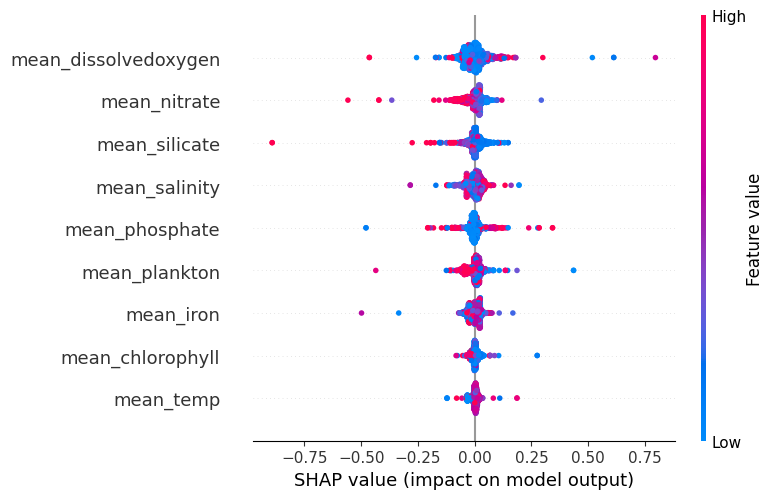 High
mean_dissolvedoxygen
mean_nitrate
mean_silicate
mean_salinity
mean_phosphate
mean_plankton
mean_iron
mean_chlorophyll
mean_temp
Feature value
Low
−0.75 −0.50 −0.25 0.00 0.25 0.50 0.75
SHAP value (impact on model output)